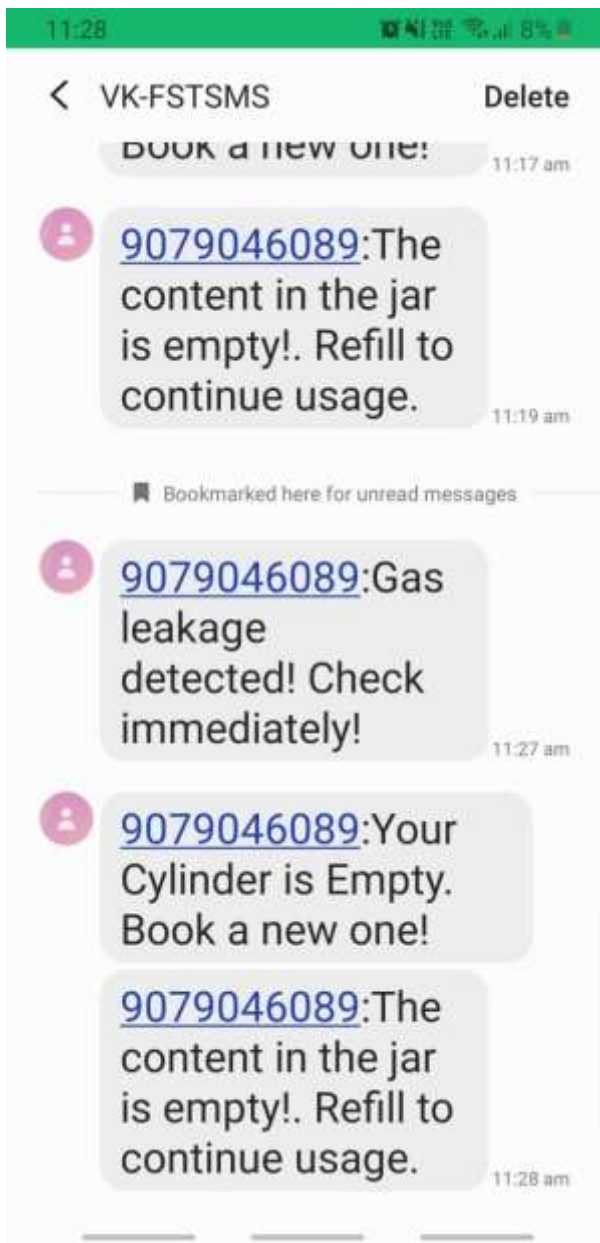 11:28
8%
VK-FSTSMS
Delete
Book a new one!
11:17 am
9079046089:The
content in the jar
is empty!. Refill to
continue usage.
11:19 am
Bookmarked here for unread messages
9079046089:Gas
leakage
detected! Check
immediately!
11:27 am
9079046089:Your
Cylinder is Empty.
Book a new one!
9079046089:The
content in the jar
is empty!. Refill to
continue usage.
11:28 am